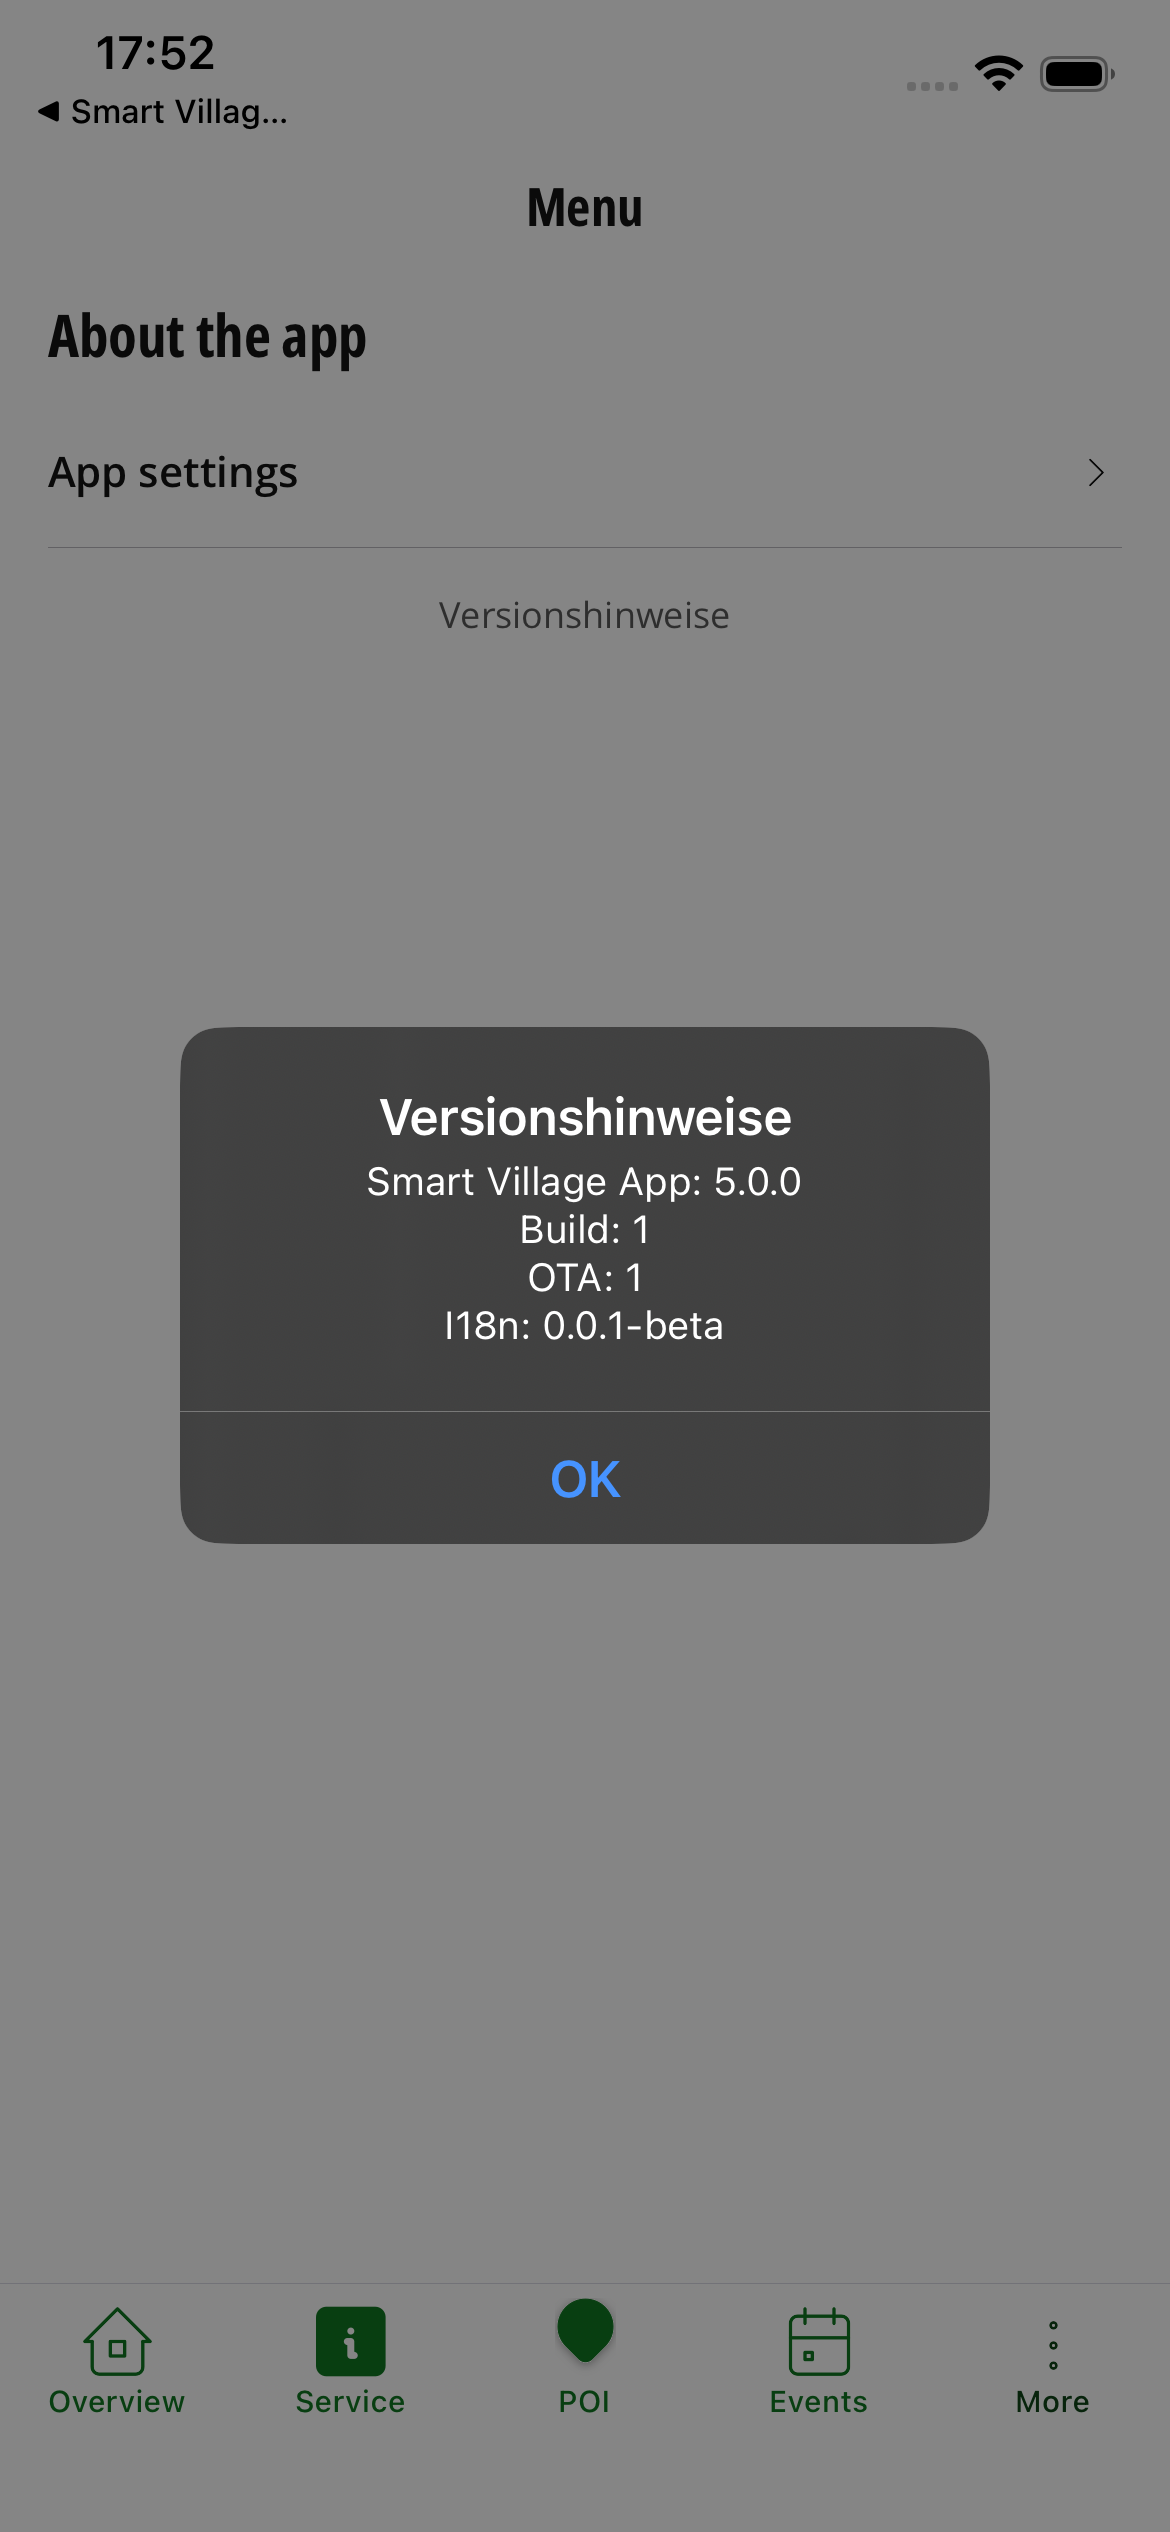 17:52
◀ Smart Villag...
Menu
About the app
App settings
Versionshinweise
Versionshinweise
Smart Village App: 5.0.0
Build: 1
OTA: 1
I18n: 0.0.1-beta
OK
Overview
Service
POI
Events
More